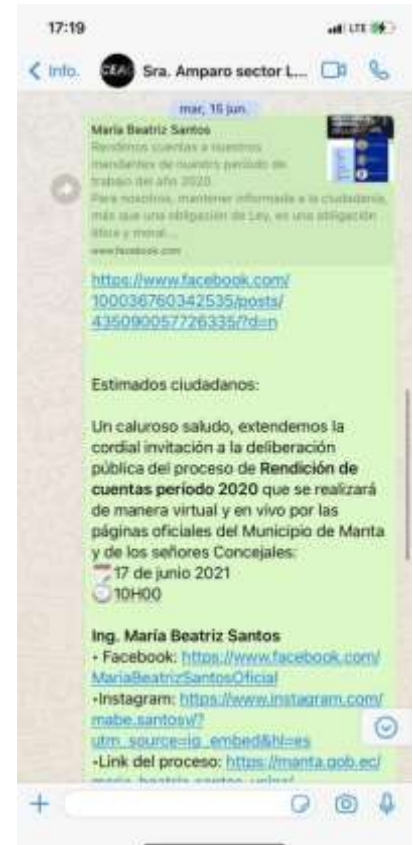 17:19
LTE
Info.
CEA
Sra. Amparo sector L...
mar, 15 jun.
María Beatriz Santos
Rendimos cuentas a nuestros
mandantes de nuestro período de
trabajo del año 2020.
Para nosotros, mantener informada a la ciudadanía,
más que una obligación de Ley, es una obligación
ética y moral....
www.facebook.com
https://www.facebook.com/
100036760342535/posts/
435090057726335/?d=n
Estimados ciudadanos:
Un caluroso saludo, extendemos la
cordial invitación a la deliberación
pública del proceso de Rendición de
cuentas período 2020 que se realizará
de manera virtual y en vivo por las
páginas oficiales del Municipio de Manta
y de los señores Concejales:
17 de junio 2021
10H00
Ing. María Beatriz Santos
• Facebook: https://www.facebook.com/
MariaBeatrizSantosOficial
•Instagram: https://www.instagram.com/
mabe.santosv/?
utm_source=ig_embed&hl=es
•Link del proceso: https://manta.gob.ec/